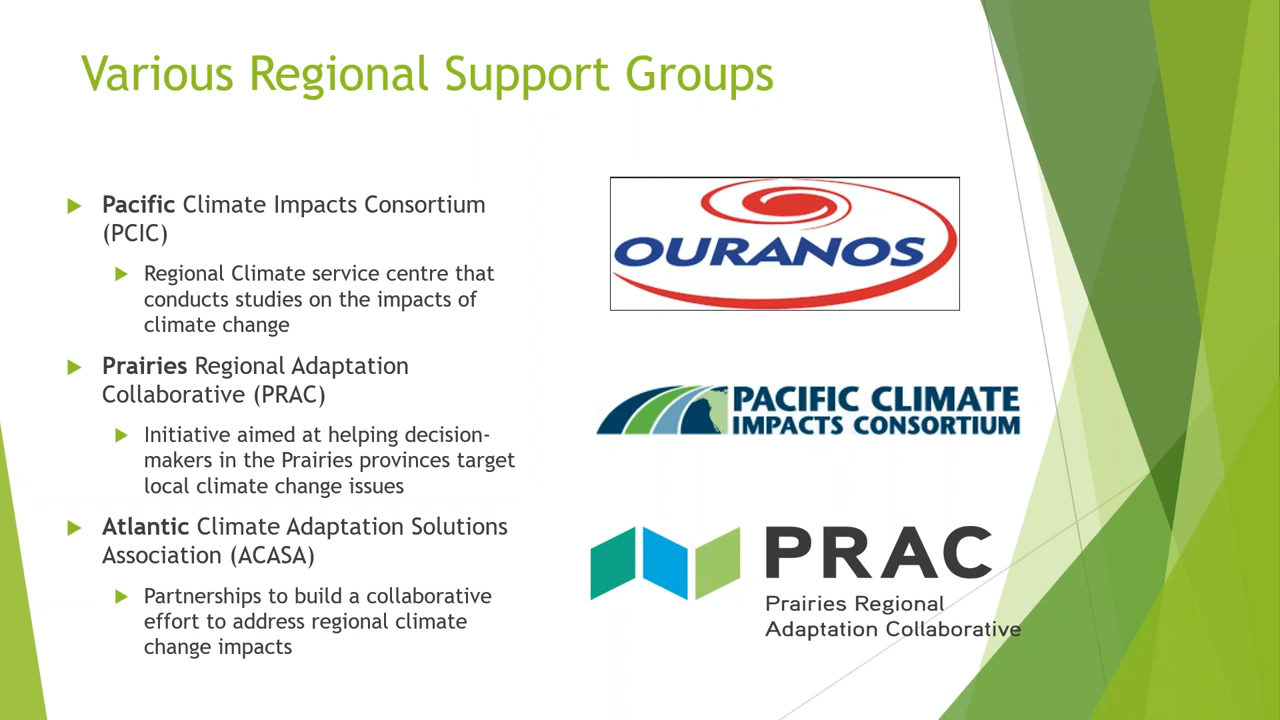 Various Regional Support Groups
Pacific Climate Impacts Consortium
(PCIC)
Regional Climate service centre that
conducts studies on the impacts of
climate change
Prairies Regional Adaptation
Collaborative (PRAC)
Initiative aimed at helping decision-
makers in the Prairies provinces target
local climate change issues
Atlantic Climate Adaptation Solutions
Association (ACASA)
Partnerships to build a collaborative
effort to address regional climate
change impacts
OURANOS
PACIFIC CLIMATE
IMPACTS CONSORTIUM
PRAC
Prairies Regional
Adaptation Collaborative